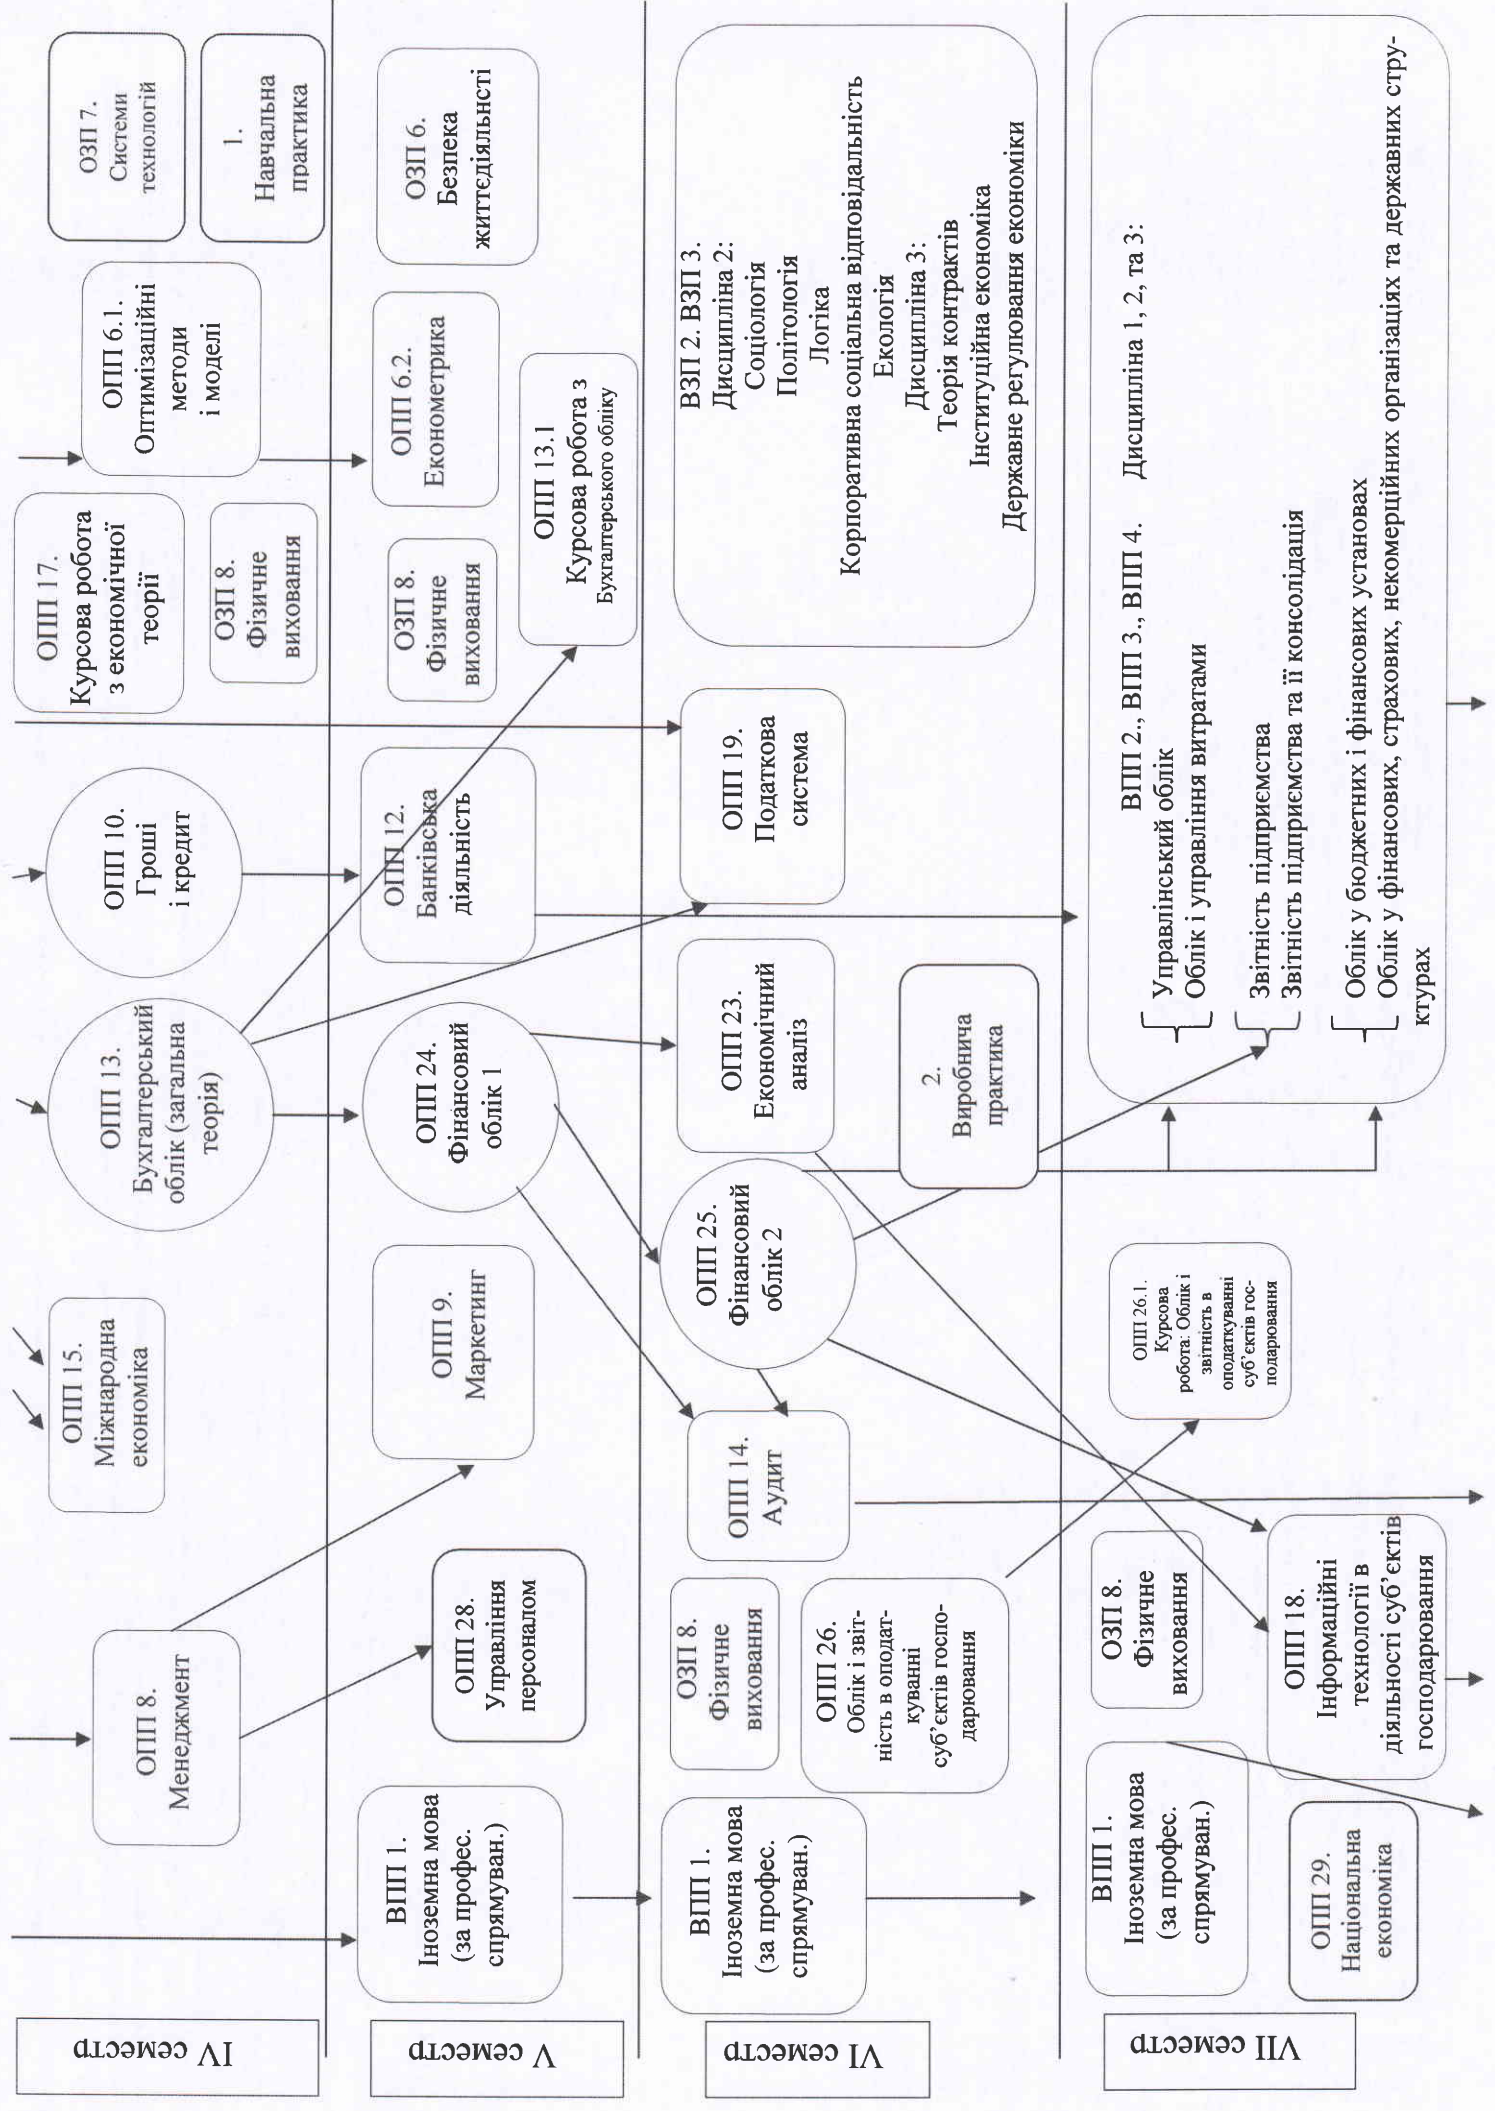 IV семестр
ОПП 8.
Менеджмент
ОПП 15.
Міжнародна
економіка
ОПП 13.
Бухгалтерський
облік (загальна
теорія)
ОПП 10.
Гроші
і кредит
ОПП 17.
Курсова робота
з економічної
теорії
ОЗП 8.
Фізичне
виховання
ОПП 6.1.
Оптимізаційні
методи
і моделі
ОЗП 7.
Системи
технологій
1.
Навчальна
практика
V семестр
ВПП 1.
Іноземна мова
(за профес.
спрямуван.)
ОПП 28.
Управління
персоналом
ОПП 9.
Маркетинг
ОПП 24.
Фінансовий
облік 1
ОПП 12.
Банківська
діяльність
ОЗП 8.
Фізичне
виховання
ОПП 6.2.
Економетрика
ОПП 13.1
Курсова робота з
Бухгалтерського обліку
ОЗП 6.
Безпека
життєдіяльнсті
VI семестр
ВПП 1.
Іноземна мова
(за профес.
спрямуван.)
ОЗП 8.
Фізичне
виховання
ОПП 26.
Облік і звіт-
ність в оподат-
куванні
суб’єктів госпо-
дарювання
ОПП 14.
Аудит
ОПП 25.
Фінансовий
облік 2
ОПП 23.
Економічний
аналіз
2.
Виробнича
практика
ОПП 19.
Податкова
система
ВЗП 2. ВЗП 3.
Дисципліна 2:
Соціологія
Політологія
Логіка
Корпоративна соціальна відповідальність
Екологія
Дисципліна 3:
Теорія контрактів
Інституційна економіка
Державне регулювання економіки
VII семестр
ВПП 1.
Іноземна мова
(за профес.
спрямуван.)
ОПП 29.
Національна
економіка
ОЗП 8.
Фізичне
виховання
ОПП 18.
Інформаційні
технології в
діяльності суб’єктів
господарювання
ОПП 26.1.
Курсова
робота: Облік і
звітність в
оподаткуванні
суб’єктів гос-
подарювання
ВПП 2., ВПП 3., ВПП 4. Дисципліна 1, 2, та 3:
Управлінський облік
Облік і управління витратами
Звітність підприємства
Звітність підприємства та її консолідація
Облік у бюджетних і фінансових установах
Облік у фінансових, страхових, некомерційних організаціях та державних стру-
ктурах